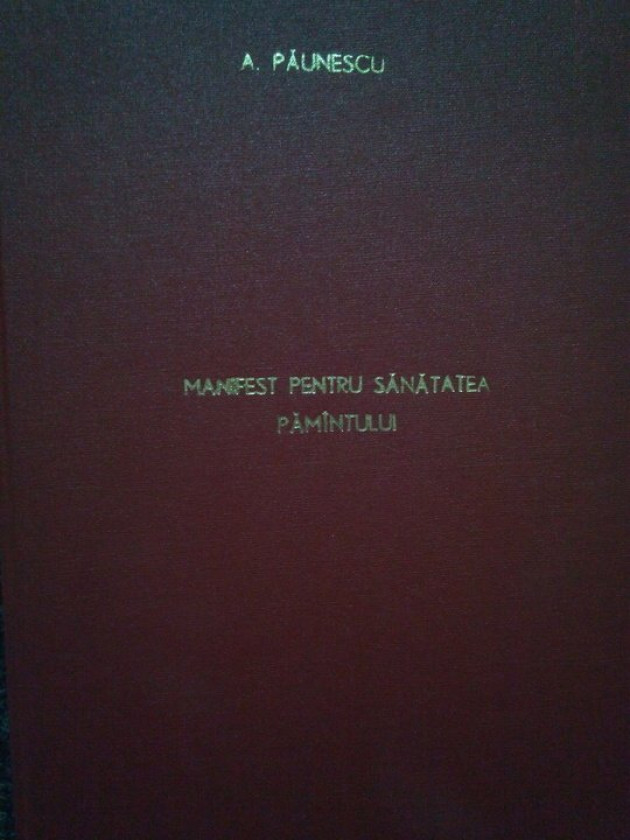 A. PĂUNESCU
MANIFEST PENTRU SĂNĂTATEA
PĂMÎNTULUI